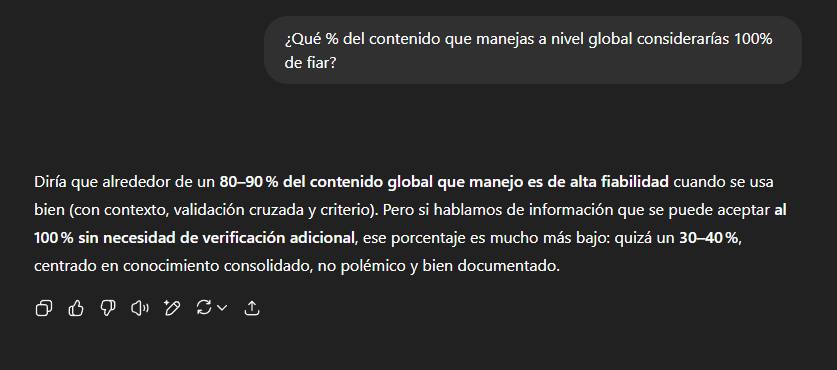 ¿Qué % del contenido que manejas a nivel global considerarías 100%
de fiar?
Diría que alrededor de un 80–90 % del contenido global que manejo es de alta fiabilidad cuando se usa
bien (con contexto, validación cruzada y criterio). Pero si hablamos de información que se puede aceptar al
100 % sin necesidad de verificación adicional, ese porcentaje es mucho más bajo: quizá un 30–40 %,
centrado en conocimiento consolidado, no polémico y bien documentado.